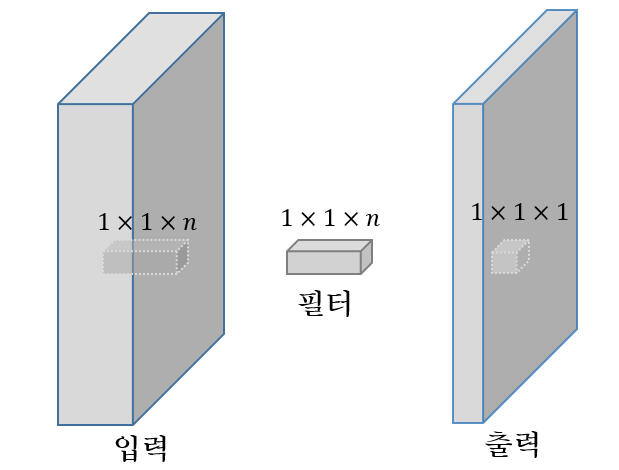 1 × 1 × n
입력
1 × 1 × n
필터
1 × 1 × 1
출력